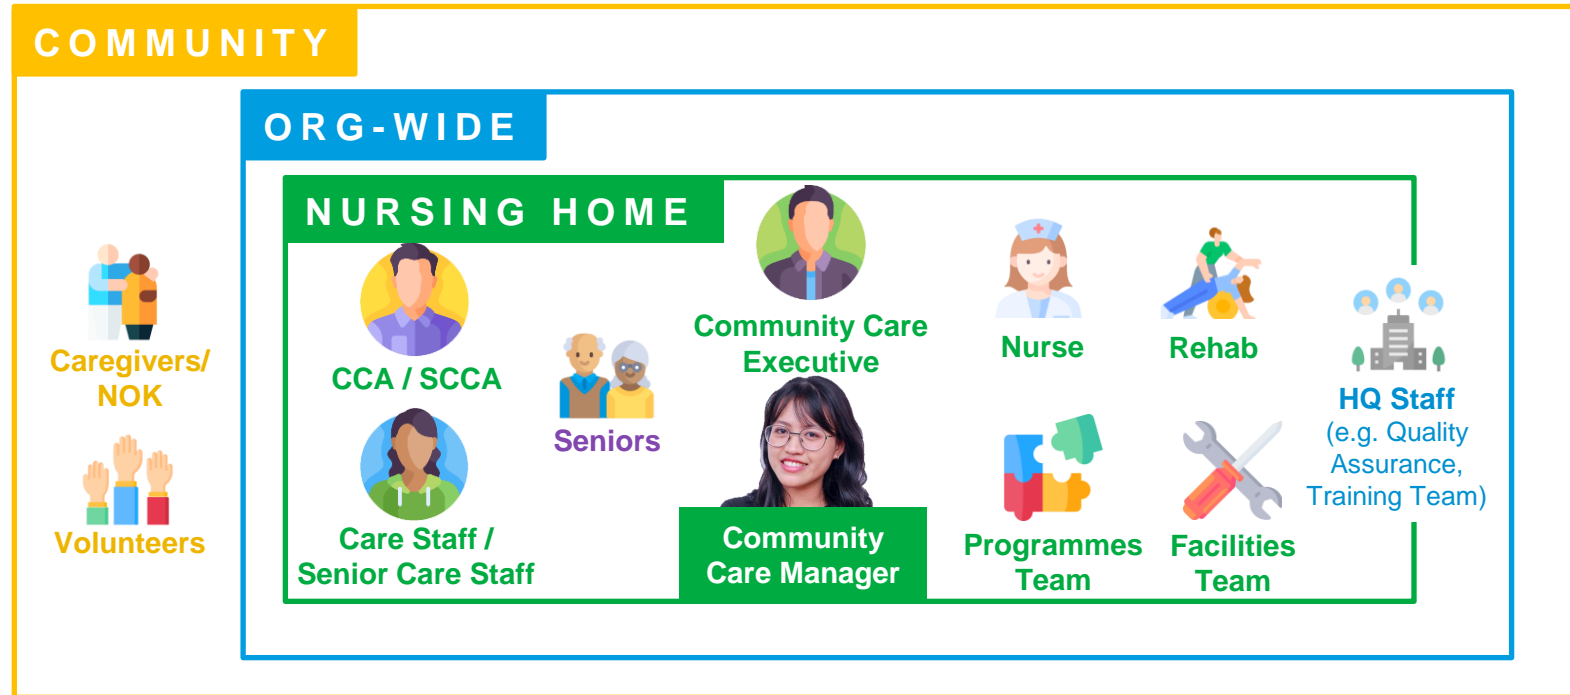 COMMUNITY
ORG-WIDE
NURSING HOME
Caregivers/
NOK
Volunteers
CCA / SCCA
Care Staff /
Senior Care Staff
Seniors
Community Care
Executive
Community
Care Manager
Nurse
Rehab
Programmes
Team
Facilities
Team
HQ Staff
(e.g. Quality
Assurance,
Training Team)